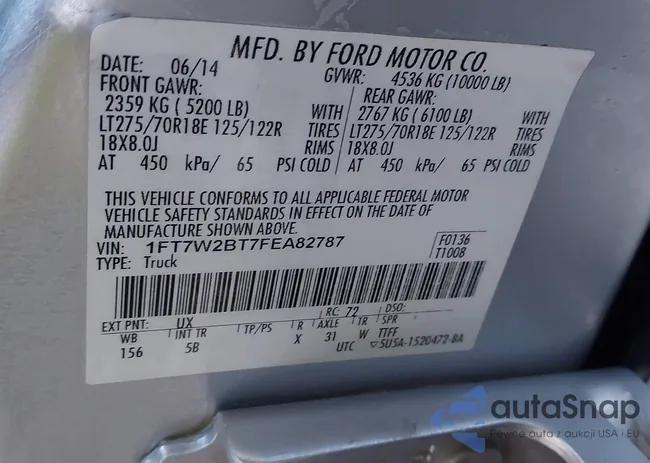 MFD. BY FORD MOTOR CO.
DATE: 06/14 GVWR: 4536 KG (10000 LB)
FRONT GAWR: REAR GAWR:
2359 KG ( 5200 LB) WITH 2767 KG ( 6100 LB) WITH
LT275/70R18E 125/122R TIRES LT275/70R18E 125/122R TIRES
18X8.0J RIMS 18X8.0J RIMS
AT 450 kPa/ 65 PSI COLD AT 450 kPa/ 65 PSI COLD
THIS VEHICLE CONFORMS TO ALL APPLICABLE FEDERAL MOTOR
VEHICLE SAFETY STANDARDS IN EFFECT ON THE DATE OF
MANUFACTURE SHOWN ABOVE.
VIN: 1FT7W2BT7FEA82787 F0136
TYPE: Truck T1008
EXT PNT: UX RC: 72 DSO:
WB INT TR TP/PS R AXLE TR SPR
156 5B X 31 W TTFF
UTC 5U5A-1520472-BA
autaSnap
Pewne auta z aukcji USA i EU